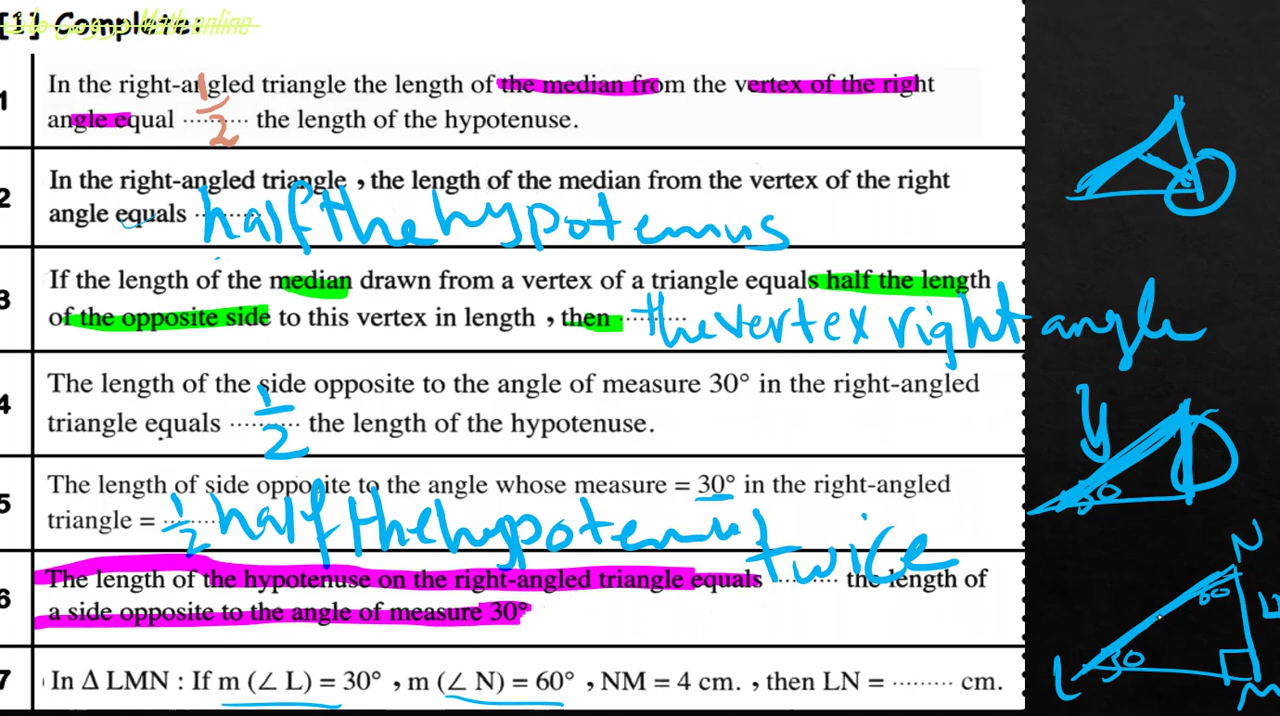 [1] Complete:
Math online دروس ماث
1 In the right-angled triangle the length of the median from the vertex of the right
angle equal ......... 1/2 the length of the hypotenuse.
2 In the right-angled triangle , the length of the median from the vertex of the right
angle equals ......... half the hypotenus
3 If the length of the median drawn from a vertex of a triangle equals half the length
of the opposite side to this vertex in length , then ......... the vertex right angle
4 The length of the side opposite to the angle of measure 30° in the right-angled
triangle equals ......... 1/2 the length of the hypotenuse.
y
30
5 The length of side opposite to the angle whose measure = 30° in the right-angled
triangle = ......... 1/2 half the hypotenu
6 The length of the hypotenuse on the right-angled triangle equals ......... twice the length of
a side opposite to the angle of measure 30°
7 In Δ LMN : If m (∠ L) = 30° , m (∠ N) = 60° , NM = 4 cm. , then LN = ......... cm.
N
60
4
30
L
M